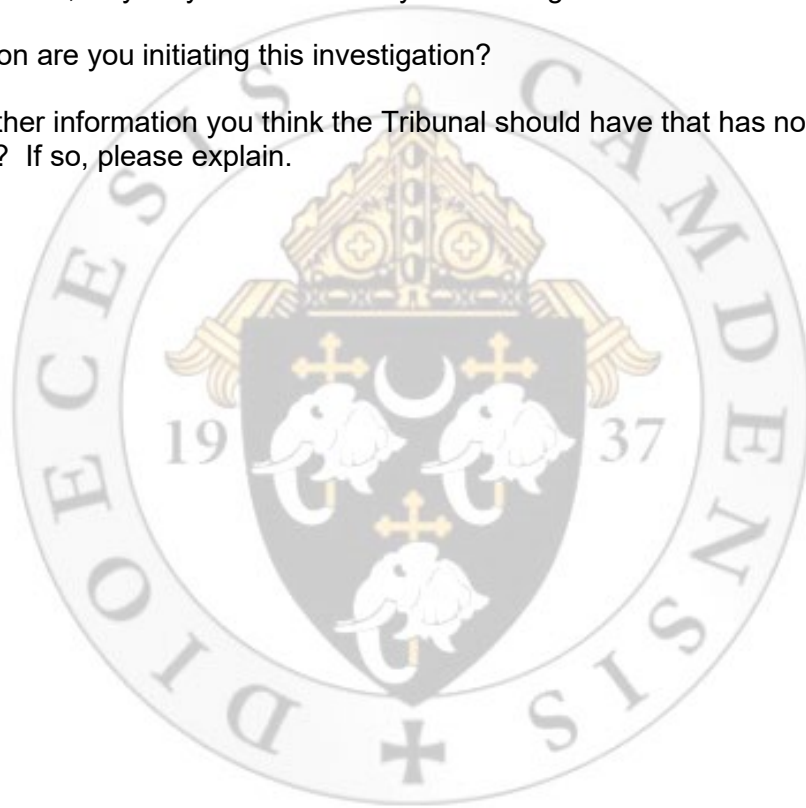 on are you initiating this investigation?
ther information you think the Tribunal should have that has no
? If so, please explain.
DIOECESIS CAMDENSIS
19 37